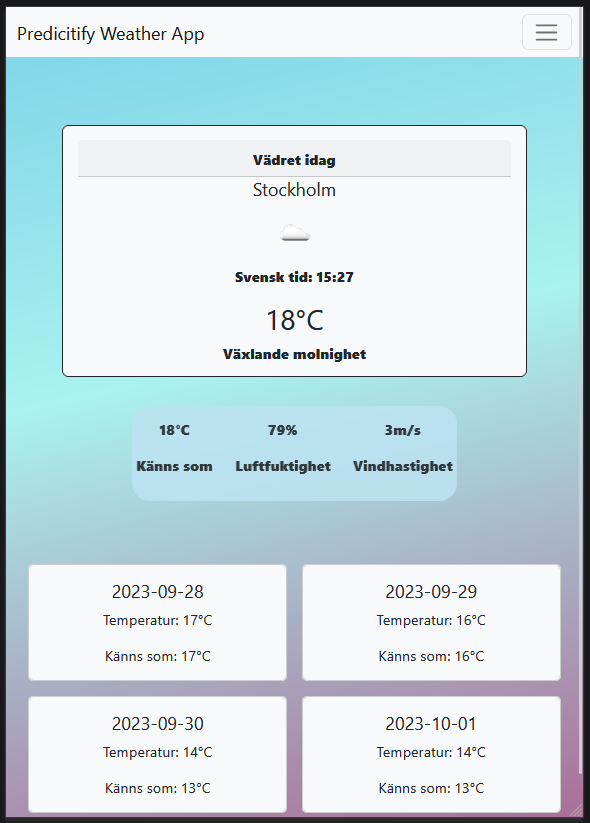 Predicitify Weather App
Vädret idag
Stockholm
Svensk tid: 15:27
18°C
Växlande molnighet
18°C 79% 3m/s
Känns som Luftfuktighet Vindhastighet
2023-09-28
Temperatur: 17°C
Känns som: 17°C
2023-09-29
Temperatur: 16°C
Känns som: 16°C
2023-09-30
Temperatur: 14°C
Känns som: 13°C
2023-10-01
Temperatur: 14°C
Känns som: 13°C